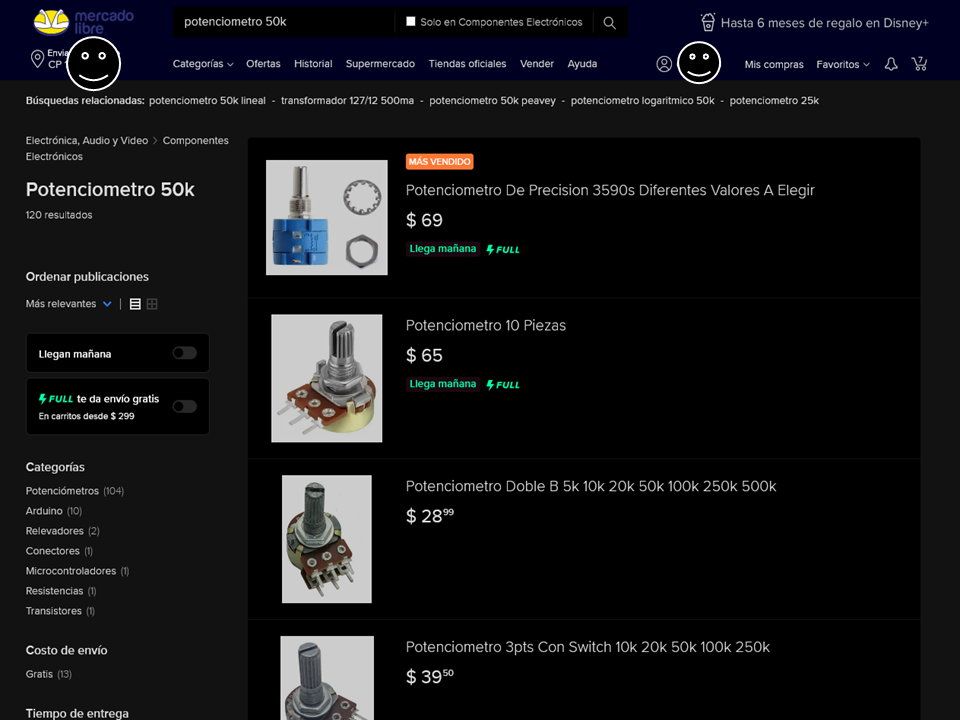 mercado
libre
potenciometro 50k
Solo en Componentes Electrónicos
Hasta 6 meses de regalo en Disney+
CP
Categorías
Ofertas
Historial
Supermercado
Tiendas oficiales
Vender
Ayuda
Mis compras
Favoritos
7
Búsquedas relacionadas: potenciometro 50k lineal - transformador 127/12 500ma - potenciometro 50k peavey - potenciometro logaritmico 50k - potenciometro 25k
Electrónica, Audio y Video > Componentes
Electrónicos
Potenciometro 50k
120 resultados
Ordenar publicaciones
Más relevantes
Llegan mañana
FULL te da envío gratis
En carritos desde $ 299
Categorías
Potenciómetros (104)
Arduino (10)
Relevadores (2)
Conectores (1)
Microcontroladores (1)
Resistencias (1)
Transistores (1)
Costo de envío
Gratis (13)
Tiempo de entrega
MÁS VENDIDO
Potenciometro De Precision 3590s Diferentes Valores A Elegir
$ 69
Llega mañana FULL
Potenciometro 10 Piezas
$ 65
Llega mañana FULL
Potenciometro Doble B 5k 10k 20k 50k 100k 250k 500k
$ 28 99
Potenciometro 3pts Con Switch 10k 20k 50k 100k 250k
$ 39 50